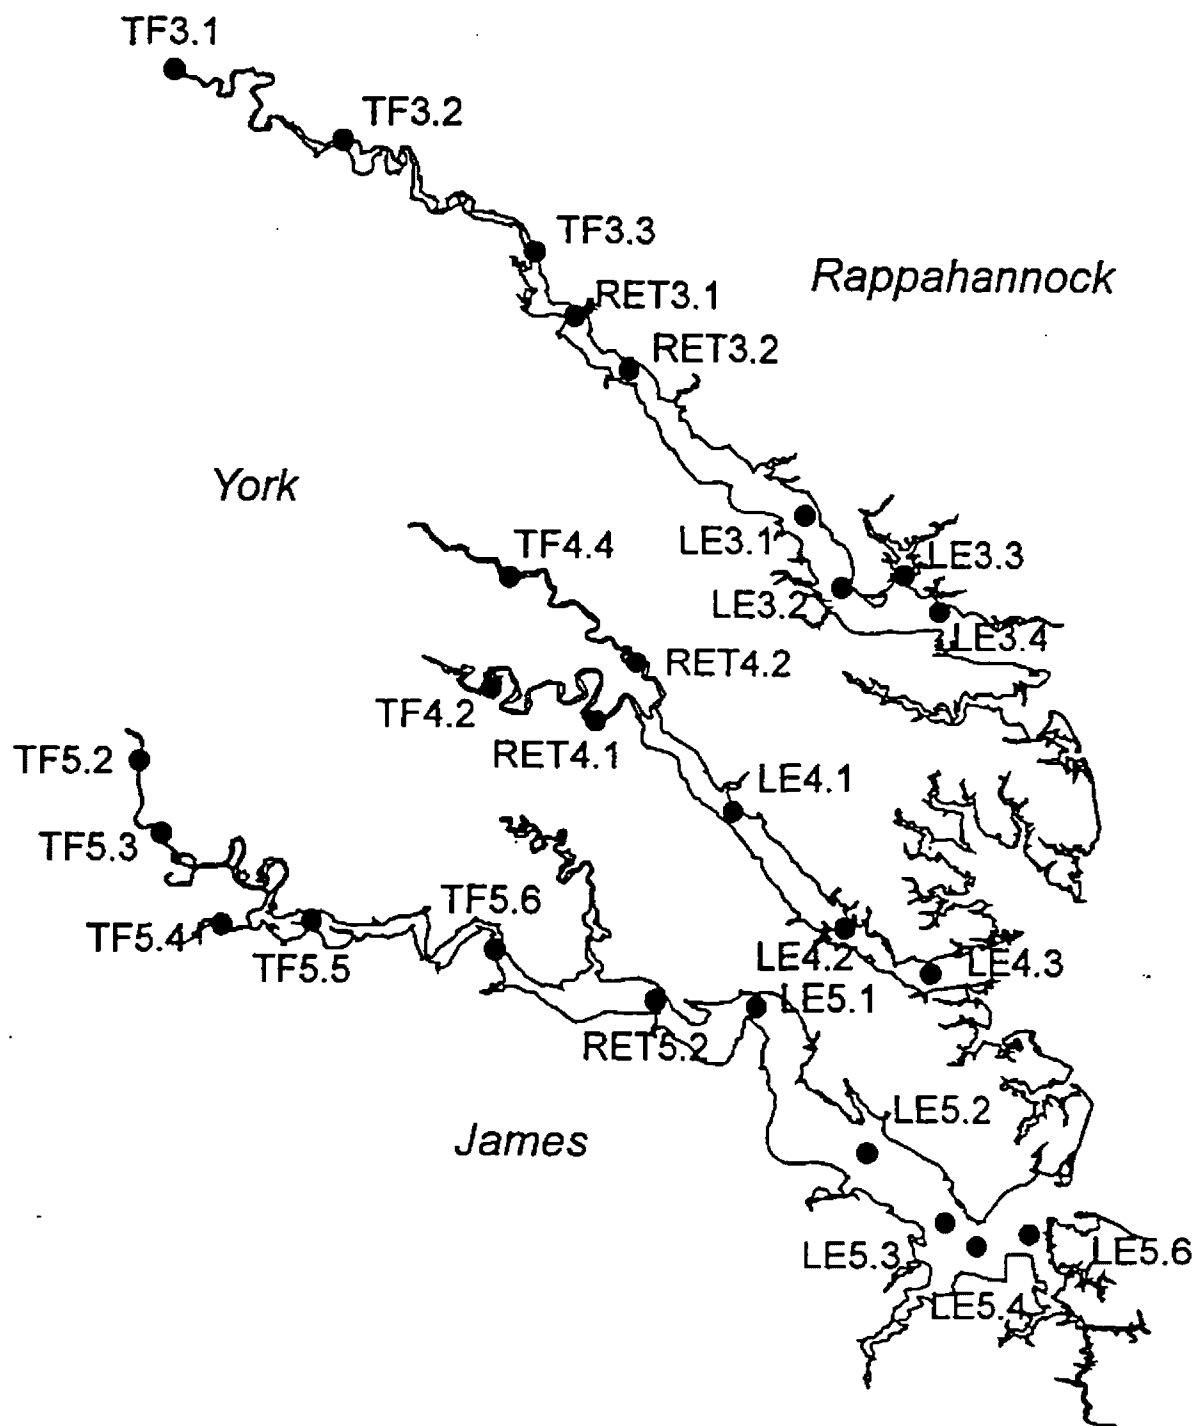 TF3.1
TF3.2
TF3.3
Rappahannock
RET3.1
RET3.2
York
LE3.1
TF4.4
LE3.3
LE3.2
LE3.4
RET4.2
TF4.2
RET4.1
TF5.2
LE4.1
TF5.3
TF5.6
TF5.4
TF5.5
LE4.2
LE4.3
LE5.1
RET5.2
LE5.2
James
LE5.3
LE5.6
LE5.4